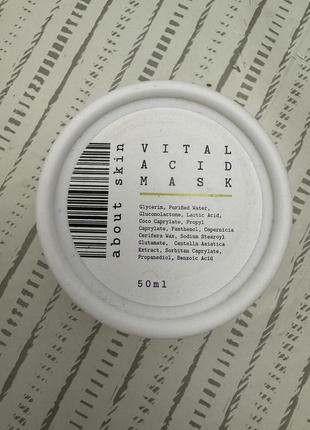 about skin
VITAL
ACID
MASK
Glycerin, Purified Water,
Gluconolactone, Lactic Acid,
Coco Caprylate, Propyl
Caprylate, Panthenol, Copernicia
Cerifera Wax, Sodium Stearoyl
Glutamate, Centella Asiatica
Extract, Sorbitan Caprylate,
Propanediol, Benzoic Acid
50ml